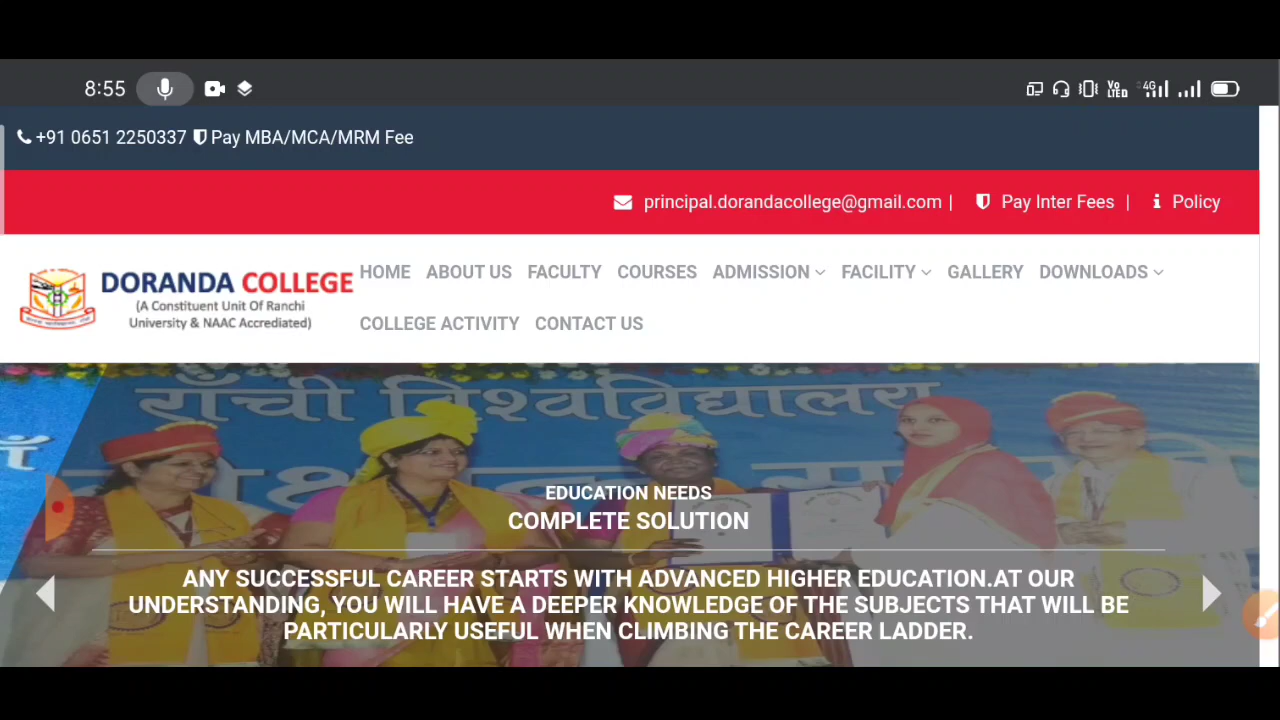 8:55
Vo LTED 4G
+91 0651 2250337 Pay MBA/MCA/MRM Fee
principal.dorandacollege@gmail.com | Pay Inter Fees | Policy
DORANDA COLLEGE
(A Constituent Unit Of Ranchi
University & NAAC Accredited)
HOME ABOUT US FACULTY COURSES ADMISSION FACILITY GALLERY DOWNLOADS
COLLEGE ACTIVITY CONTACT US
राँची विश्वविद्यालय
EDUCATION NEEDS
COMPLETE SOLUTION
ANY SUCCESSFUL CAREER STARTS WITH ADVANCED HIGHER EDUCATION.AT OUR
UNDERSTANDING, YOU WILL HAVE A DEEPER KNOWLEDGE OF THE SUBJECTS THAT WILL BE
PARTICULARLY USEFUL WHEN CLIMBING THE CAREER LADDER.